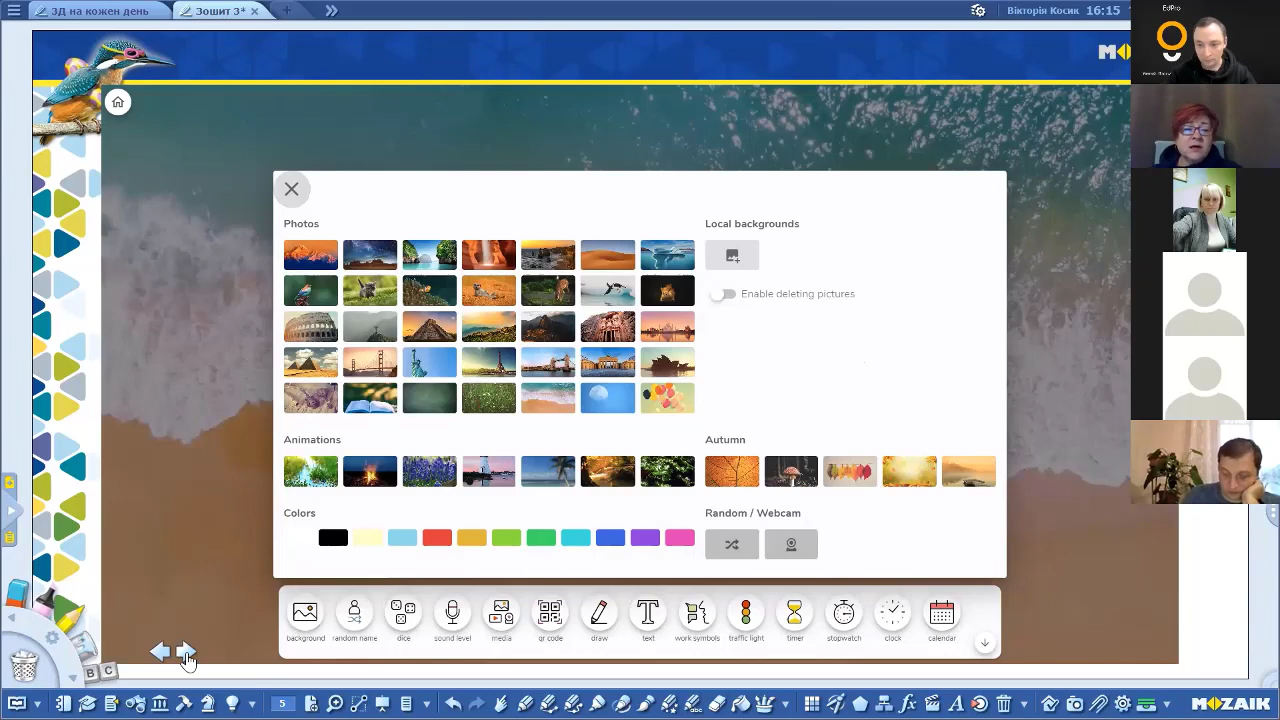 3Д на кожен день
Зошит 3*
Вікторія Косик 16:15
EdPro
Photos
Local backgrounds
Enable deleting pictures
Animations
Autumn
Colors
Random / Webcam
background
random name
dice
sound level
media
qr code
draw
text
work symbols
traffic light
timer
stopwatch
clock
calendar
B C
5
MOZAIK